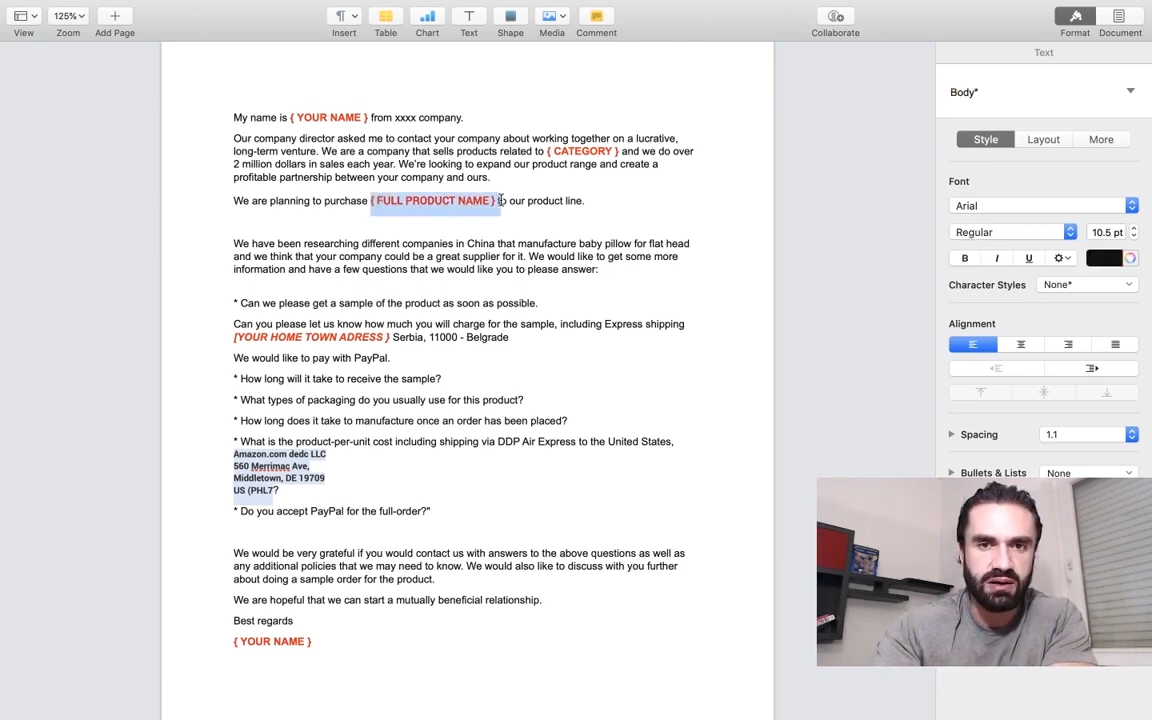 View
125%
Zoom
Add Page
Insert
Table
Chart
Text
Shape
Media
Comment
Collaborate
Format
Document
Text
Body*
Style
Layout
More
Font
Arial
Regular
10.5 pt
B
I
U
Character Styles
None*
Alignment
Spacing
1.1
Bullets & Lists
None
My name is { YOUR NAME } from xxxx company.
Our company director asked me to contact your company about working together on a lucrative,
long-term venture. We are a company that sells products related to { CATEGORY } and we do over
2 million dollars in sales each year. We're looking to expand our product range and create a
profitable partnership between your company and ours.
We are planning to purchase { FULL PRODUCT NAME } to our product line.
We have been researching different companies in China that manufacture baby pillow for flat head
and we think that your company could be a great supplier for it. We would like to get some more
information and have a few questions that we would like you to please answer:
* Can we please get a sample of the product as soon as possible.
Can you please let us know how much you will charge for the sample, including Express shipping
[YOUR HOME TOWN ADRESS } Serbia, 11000 - Belgrade
We would like to pay with PayPal.
* How long will it take to receive the sample?
* What types of packaging do you usually use for this product?
* How long does it take to manufacture once an order has been placed?
* What is the product-per-unit cost including shipping via DDP Air Express to the United States,
Amazon.com dedc LLC
560 Merrimac Ave,
Middletown, DE 19709
US (PHL7?
* Do you accept PayPal for the full-order?"
We would be very grateful if you would contact us with answers to the above questions as well as
any additional policies that we may need to know. We would also like to discuss with you further
about doing a sample order for the product.
We are hopeful that we can start a mutually beneficial relationship.
Best regards
{ YOUR NAME }